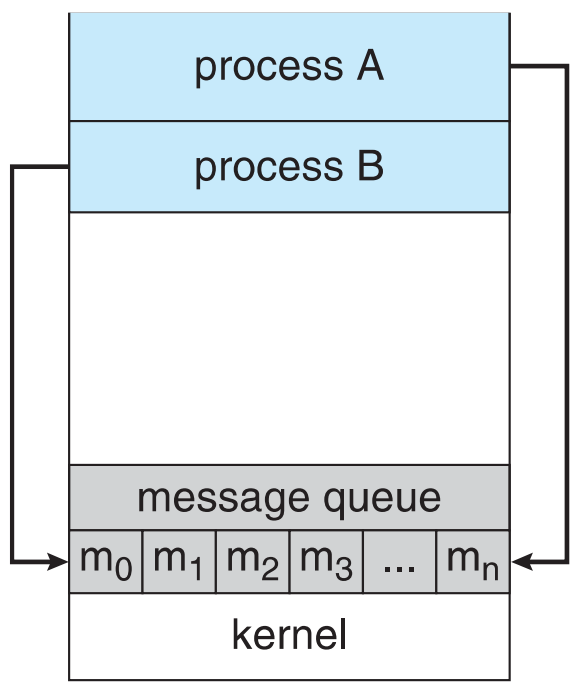 process A
process B
message queue
m₀ m₁ m₂ m₃ ... mₙ
kernel